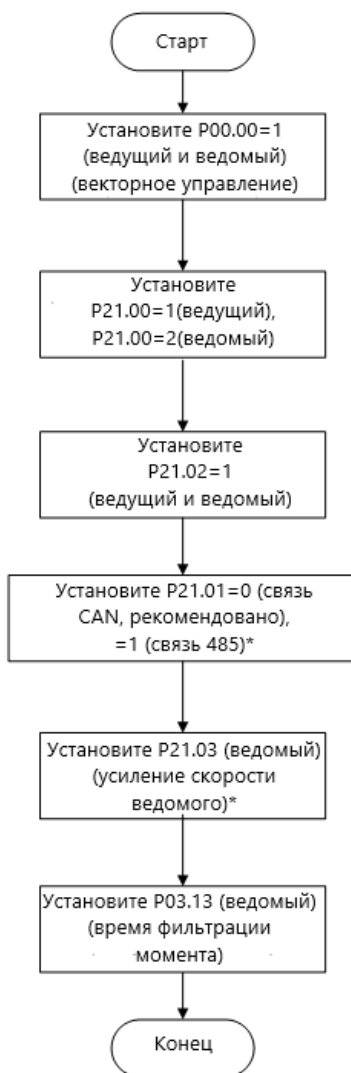 Старт
Установите P00.00=1
(ведущий и ведомый)
(векторное управление)
Установите
P21.00=1(ведущий),
P21.00=2(ведомый)
Установите
P21.02=1
(ведущий и ведомый)
Установите P21.01=0 (связь
CAN, рекомендовано),
=1 (связь 485)*
Установите P21.03 (ведомый)
(усиление скорости
ведомого)*
Установите P03.13 (ведомый)
(время фильтрации
момента)
Конец